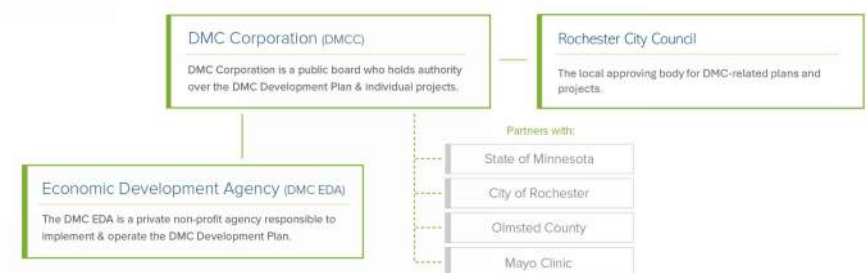 DMC Corporation (DMCC)
DMC Corporation is a public board who holds authority
over the DMC Development Plan & individual projects.
Rochester City Council
The local approving body for DMC-related plans and
projects.
Partners with:
State of Minnesota
City of Rochester
Olmsted County
Mayo Clinic
Economic Development Agency (DMC EDA)
The DMC EDA is a private non-profit agency responsible to
implement & operate the DMC Development Plan.